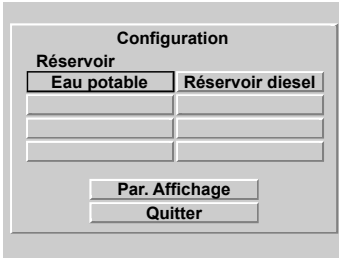 Configuration
Réservoir
Eau potable Réservoir diesel
Par. Affichage
Quitter